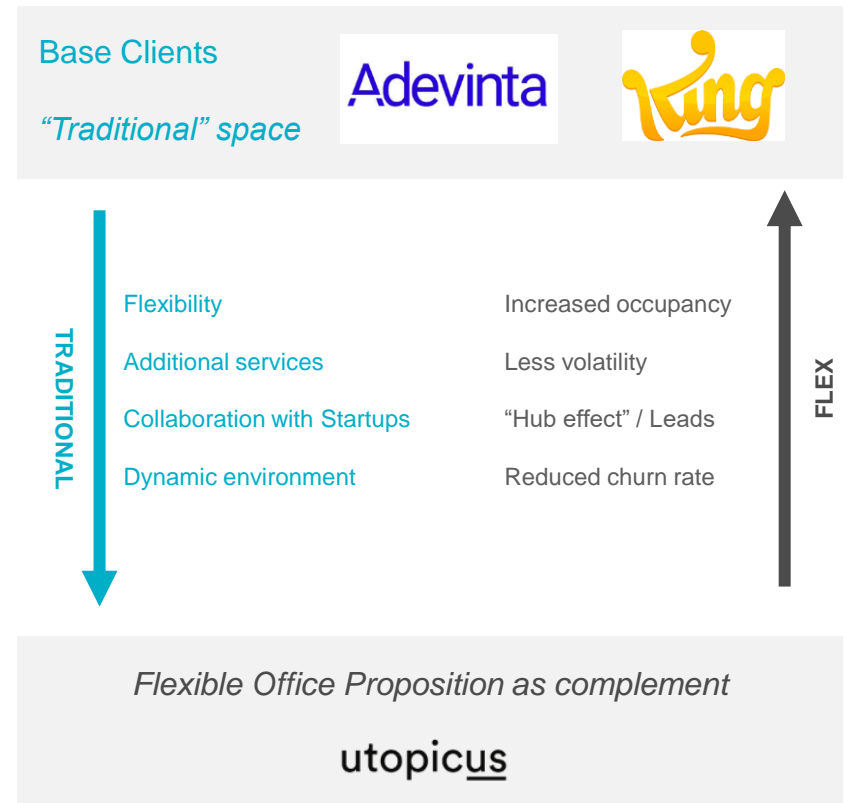 Base Clients
“Traditional” space
Adevinta
King
TRADITIONAL
Flexibility
Additional services
Collaboration with Startups
Dynamic environment
Increased occupancy
Less volatility
“Hub effect” / Leads
Reduced churn rate
FLEX
Flexible Office Proposition as complement
utopicus